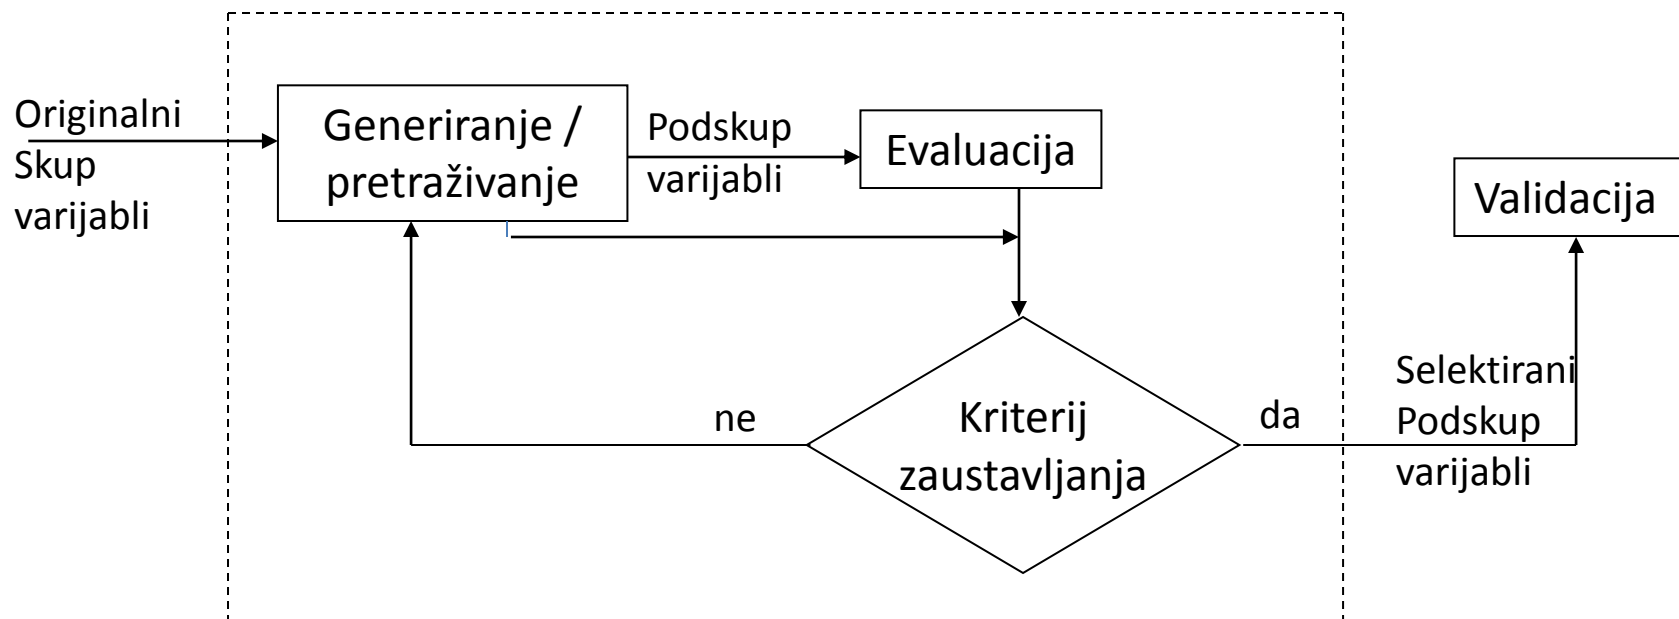 Originalni
Skup
varijabli
Generiranje /
pretraživanje
Podskup
varijabli
Evaluacija
Validacija
ne
Kriterij
zaustavljanja
da
Selektirani
Podskup
varijabli